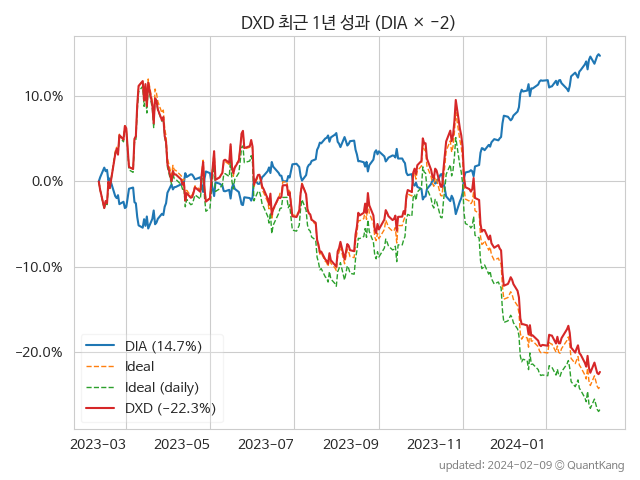 DXD 최근 1년 성과 (DIA × −2)
10.0%
0.0%
−10.0%
−20.0%
DIA (14.7%)
Ideal
Ideal (daily)
DXD (−22.3%)
2023-03 2023-05 2023-07 2023-09 2023-11 2024-01
updated: 2024-02-09 © QuantKang